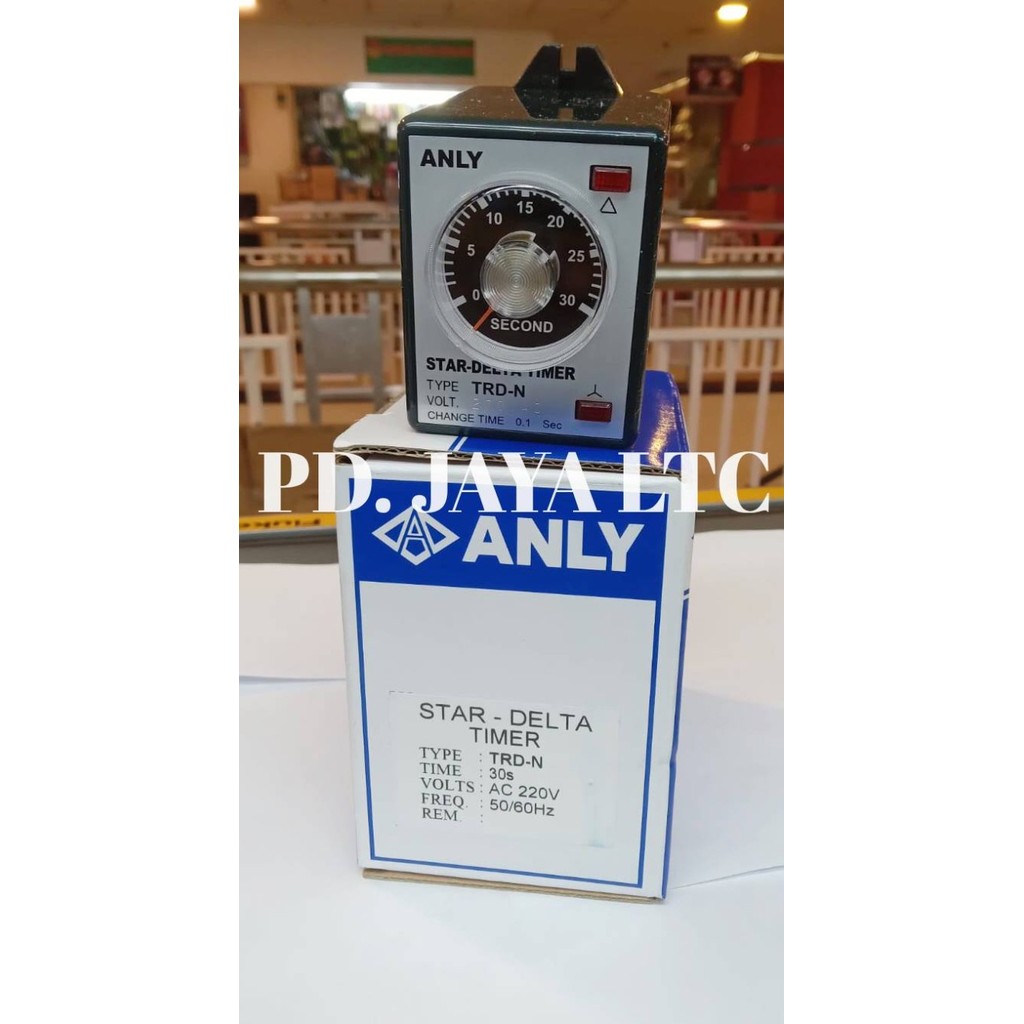 ANLY
10 15 20
5 25
0 30
SECOND
STAR-DELTA TIMER
TYPE TRD-N
VOLT.
CHANGE TIME 0.1 Sec
PD. JAYA LTC
Fluke
ANLY
STAR - DELTA
TIMER
TYPE : TRD-N
TIME : 30s
VOLTS : AC 220V
FREQ. : 50/60Hz
REM. :